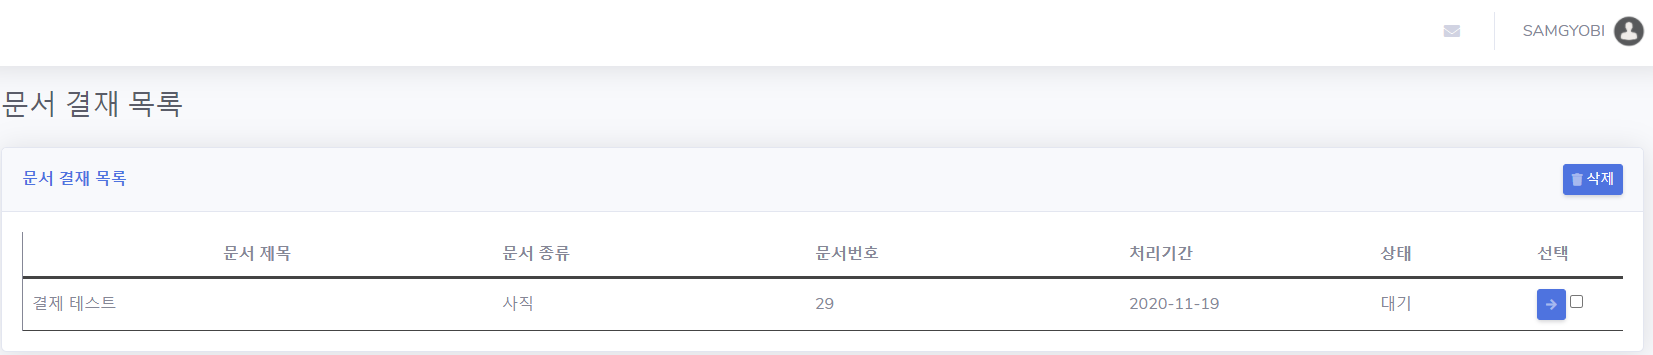 SAMGYOBI
문서 결재 목록
문서 결재 목록 삭제
문서 제목 문서 종류 문서번호 처리기간 상태 선택
결제 테스트 사직 29 2020-11-19 대기